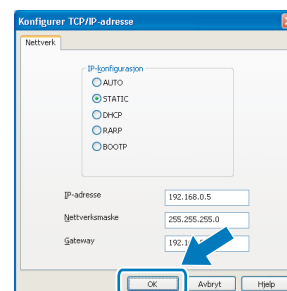 Konfigurer TCP/IP-adresse
Nettverk
IP-konfigurasjon
AUTO
STATIC
DHCP
RARP
BOOTP
IP-adresse
192.168.0.5
Nettverksmaske
255.255.255.0
Gateway
OK
Avbryt
Hjelp